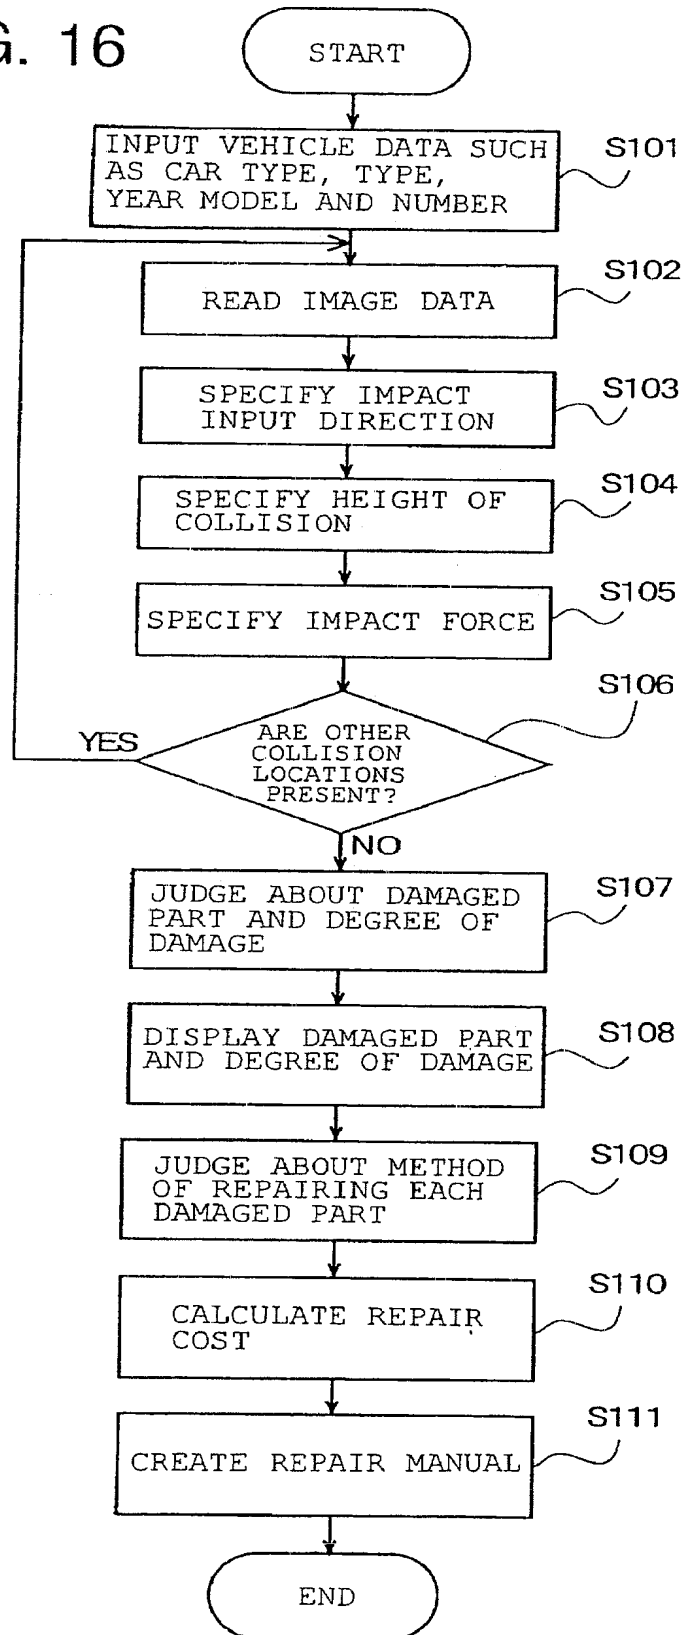 G. 16
START
INPUT VEHICLE DATA SUCH
AS CAR TYPE, TYPE,
YEAR MODEL AND NUMBER
S101
READ IMAGE DATA
S102
SPECIFY IMPACT
INPUT DIRECTION
S103
SPECIFY HEIGHT OF
COLLISION
S104
SPECIFY IMPACT FORCE
S105
S106
YES
ARE OTHER
COLLISION
LOCATIONS
PRESENT?
NO
JUDGE ABOUT DAMAGED
PART AND DEGREE OF
DAMAGE
S107
DISPLAY DAMAGED PART
AND DEGREE OF DAMAGE
S108
JUDGE ABOUT METHOD
OF REPAIRING EACH
DAMAGED PART
S109
CALCULATE REPAIR
COST
S110
CREATE REPAIR MANUAL
S111
END